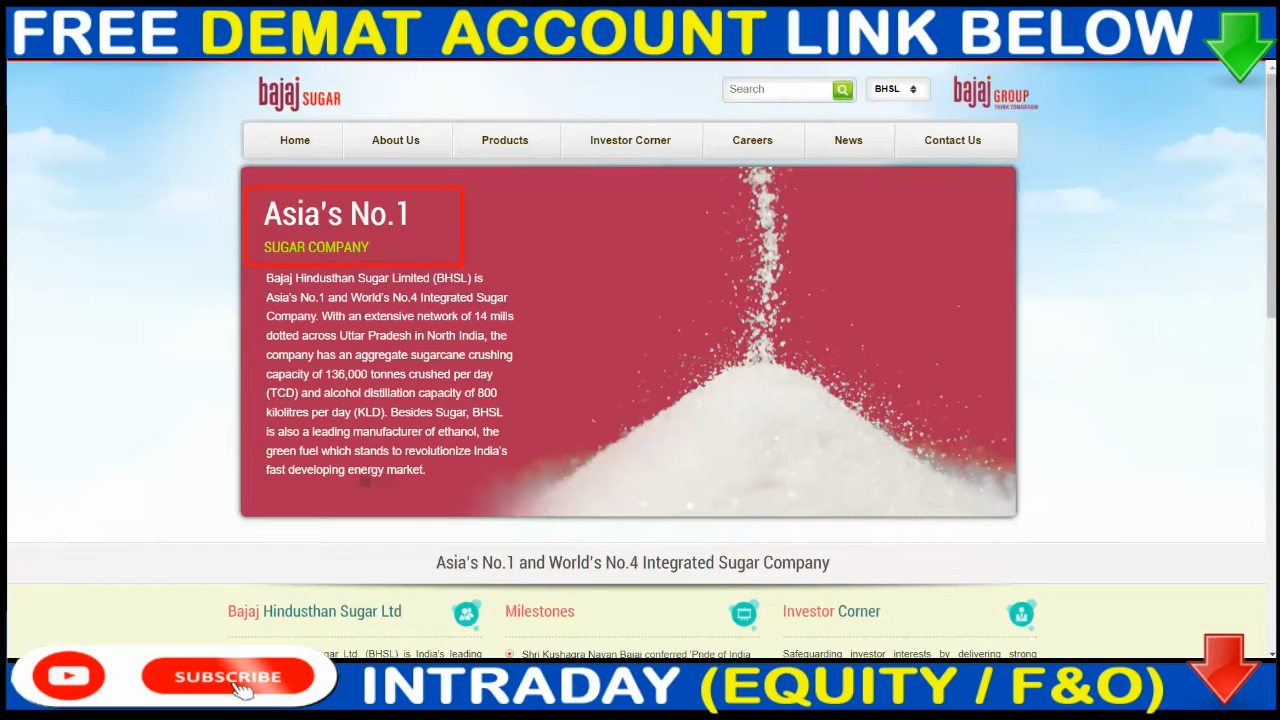 FREE DEMAT ACCOUNT LINK BELOW
bajaj SUGAR
Search
BHSL
bajaj GROUP
THINK TOMORROW
Home
About Us
Products
Investor Corner
Careers
News
Contact Us
Asia's No.1
SUGAR COMPANY
Bajaj Hindusthan Sugar Limited (BHSL) is
Asia's No.1 and World's No.4 Integrated Sugar
Company. With an extensive network of 14 mills
dotted across Uttar Pradesh in North India, the
company has an aggregate sugarcane crushing
capacity of 136,000 tonnes crushed per day
(TCD) and alcohol distillation capacity of 800
kilolitres per day (KLD). Besides Sugar, BHSL
is also a leading manufacturer of ethanol, the
green fuel which stands to revolutionize India's
fast developing energy market.
Asia's No.1 and World's No.4 Integrated Sugar Company
Bajaj Hindusthan Sugar Ltd
Milestones
Investor Corner
Ltd. (BHSL) is India's leading
Shri Kushagra Nayan Bajaj conferred 'Pride of India
Safeguarding investor interests by delivering strong
SUBSCRIBE
INTRADAY (EQUITY / F&O)